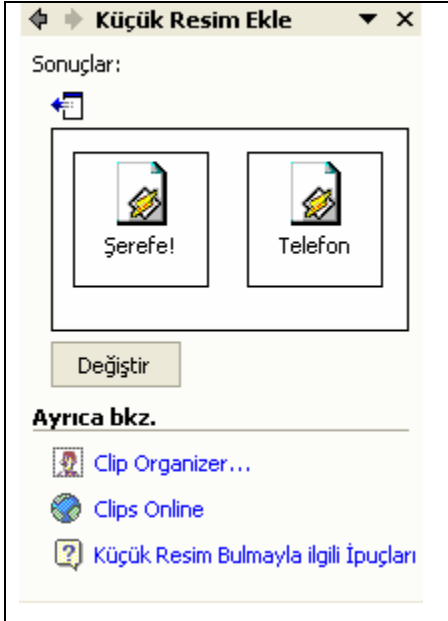 Küçük Resim Ekle
Sonuçlar:
Şerefe!
Telefon
Değiştir
Ayrıca bkz.
Clip Organizer...
Clips Online
Küçük Resim Bulmayla ilgili İpuçları